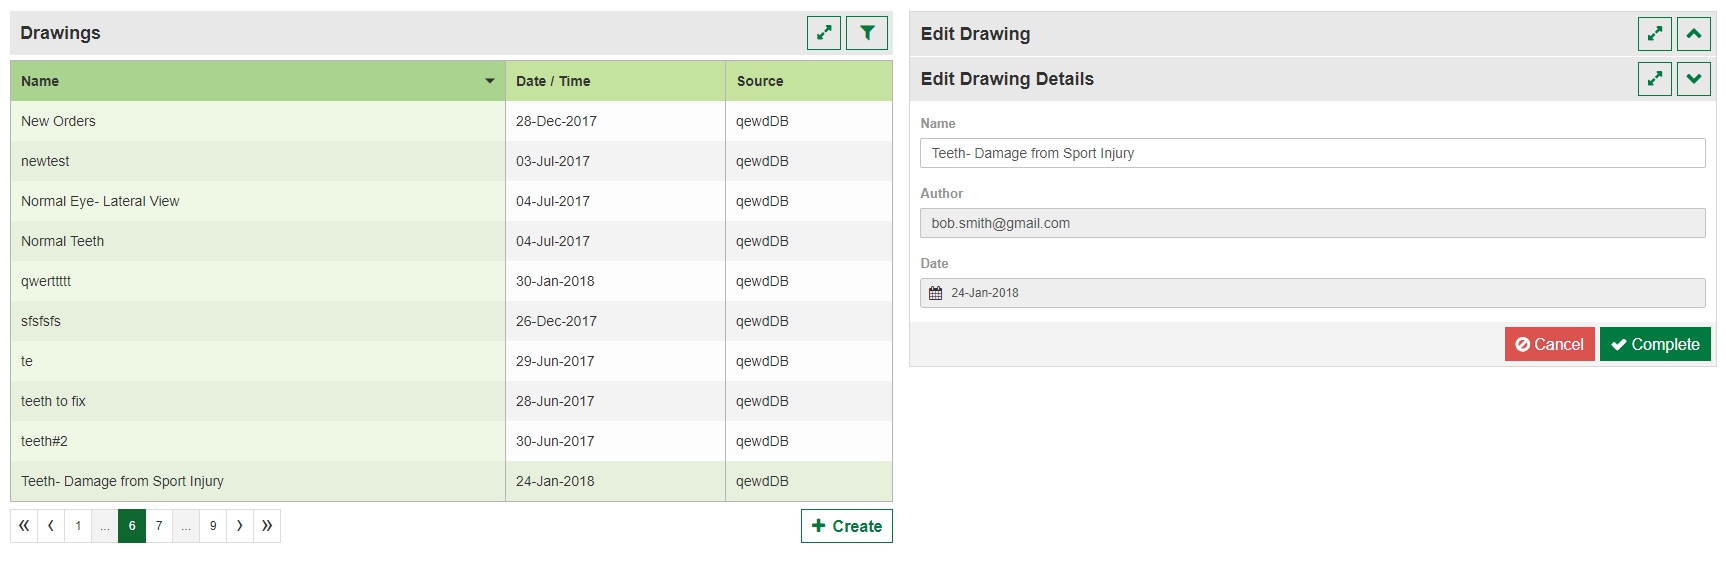 Drawings
Name Date / Time Source
New Orders 28-Dec-2017 qewdDB
newtest 03-Jul-2017 qewdDB
Normal Eye- Lateral View 04-Jul-2017 qewdDB
Normal Teeth 04-Jul-2017 qewdDB
qwerttttt 30-Jan-2018 qewdDB
sfsfsfs 26-Dec-2017 qewdDB
te 29-Jun-2017 qewdDB
teeth to fix 28-Jun-2017 qewdDB
teeth#2 30-Jun-2017 qewdDB
Teeth- Damage from Sport Injury 24-Jan-2018 qewdDB
« ‹ 1 ... 6 7 ... 9 › »
Create
Edit Drawing
Edit Drawing Details
Name
Teeth- Damage from Sport Injury
Author
bob.smith@gmail.com
Date
24-Jan-2018
Cancel Complete